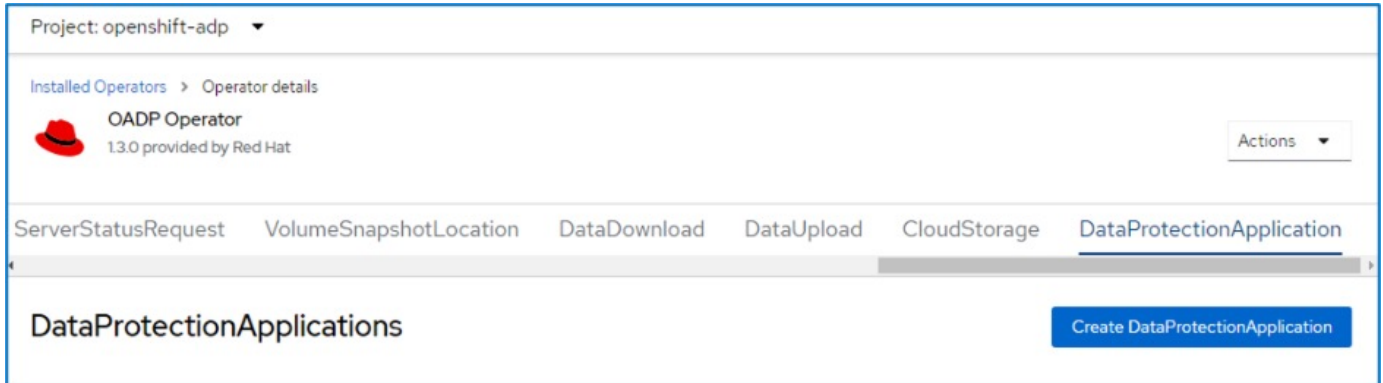 Project: openshift-adp
Installed Operators > Operator details
OADP Operator
1.3.0 provided by Red Hat
Actions
ServerStatusRequest VolumeSnapshotLocation DataDownload DataUpload CloudStorage DataProtectionApplication
DataProtectionApplications
Create DataProtectionApplication